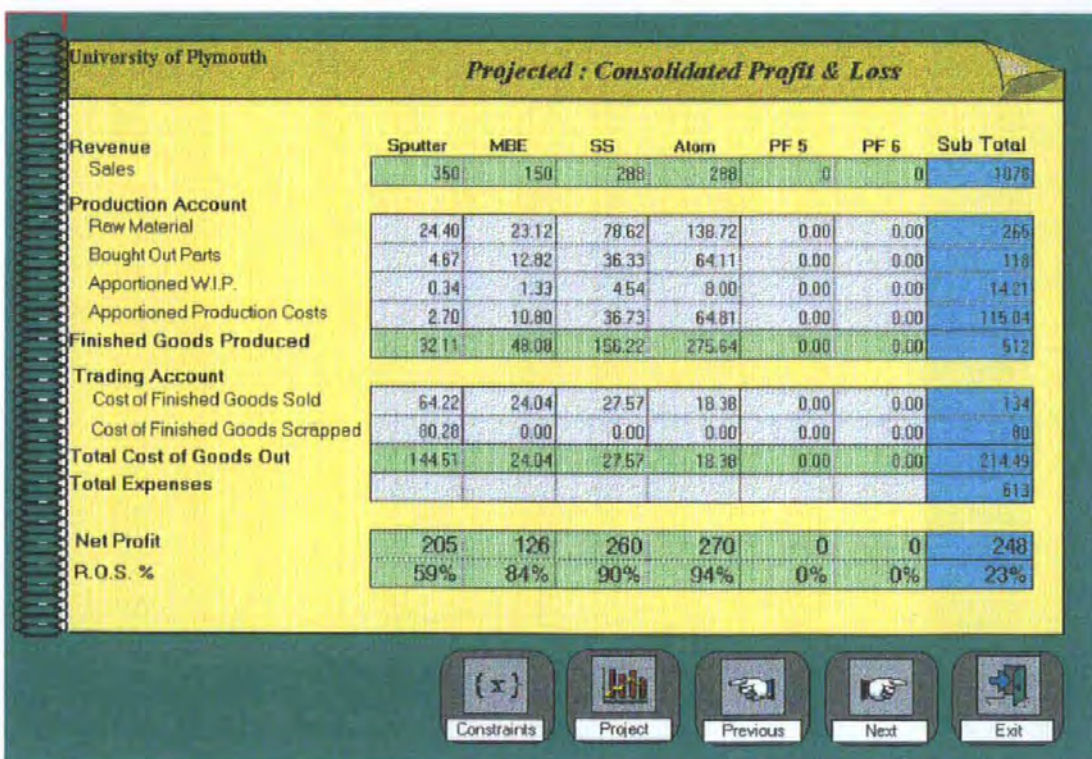 University of Plymouth
Projected : Consolidated Profit & Loss
Revenue Sputter MBE SS Atom PF 5 PF 6 Sub Total
Sales 350 150 288 288 0 0 1076
Production Account
Raw Material 24.40 23.12 78.62 138.72 0.00 0.00 265
Bought Out Parts 4.67 12.82 36.33 64.11 0.00 0.00 118
Apportioned W.I.P. 0.34 1.33 4.54 8.00 0.00 0.00 14.21
Apportioned Production Costs 2.70 10.80 36.73 64.81 0.00 0.00 115.04
Finished Goods Produced 32.11 48.08 156.22 275.64 0.00 0.00 512
Trading Account
Cost of Finished Goods Sold 64.22 24.04 27.57 18.38 0.00 0.00 134
Cost of Finished Goods Scrapped 80.28 0.00 0.00 0.00 0.00 0.00 80
Total Cost of Goods Out 144.51 24.04 27.57 18.38 0.00 0.00 214.49
Total Expenses 613
Net Profit 205 126 260 270 0 0 248
R.O.S. % 59% 84% 90% 94% 0% 0% 23%
{x}
Constraints Project Previous Next Exit